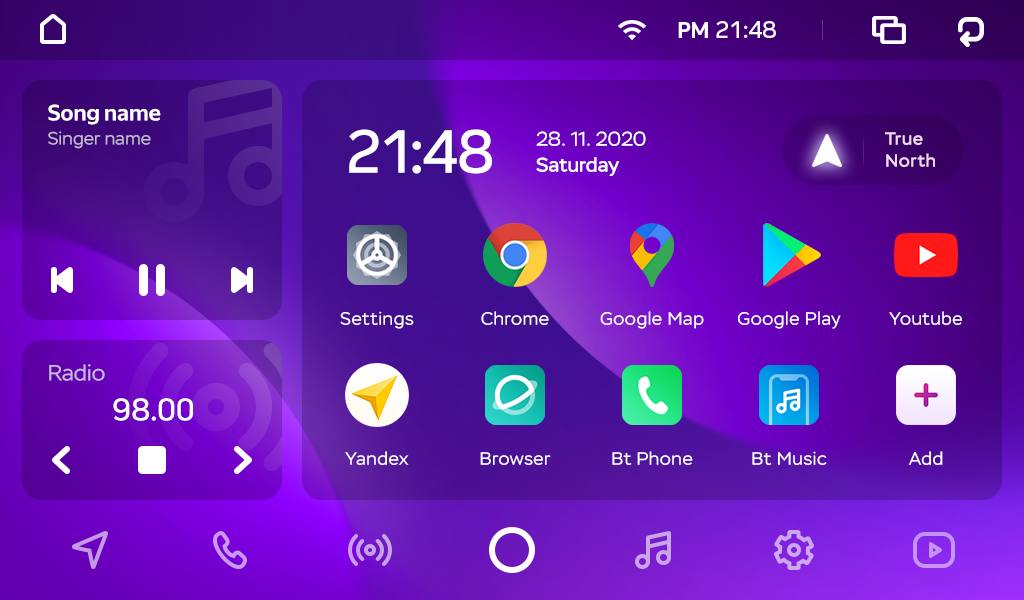 PM 21:48
Song name
Singer name
21:48
28. 11. 2020
Saturday
True
North
Settings
Chrome
Google Map
Google Play
Youtube
Radio
98.00
Yandex
Browser
Bt Phone
Bt Music
Add